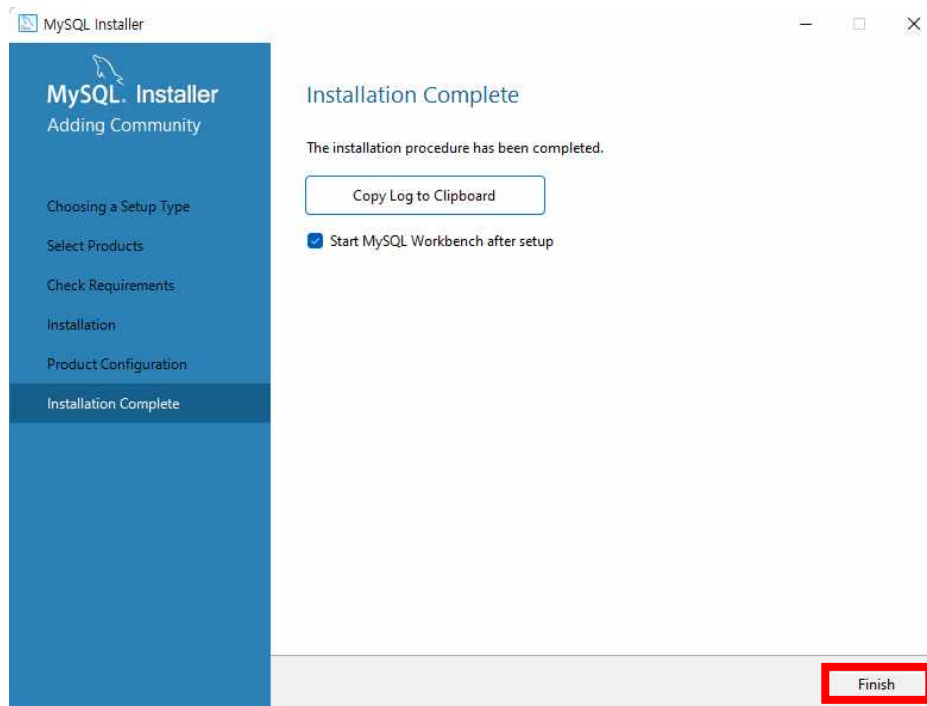 MySQL Installer
MySQL. Installer
Adding Community
Choosing a Setup Type
Select Products
Check Requirements
Installation
Product Configuration
Installation Complete
Installation Complete
The installation procedure has been completed.
Copy Log to Clipboard
Start MySQL Workbench after setup
Finish